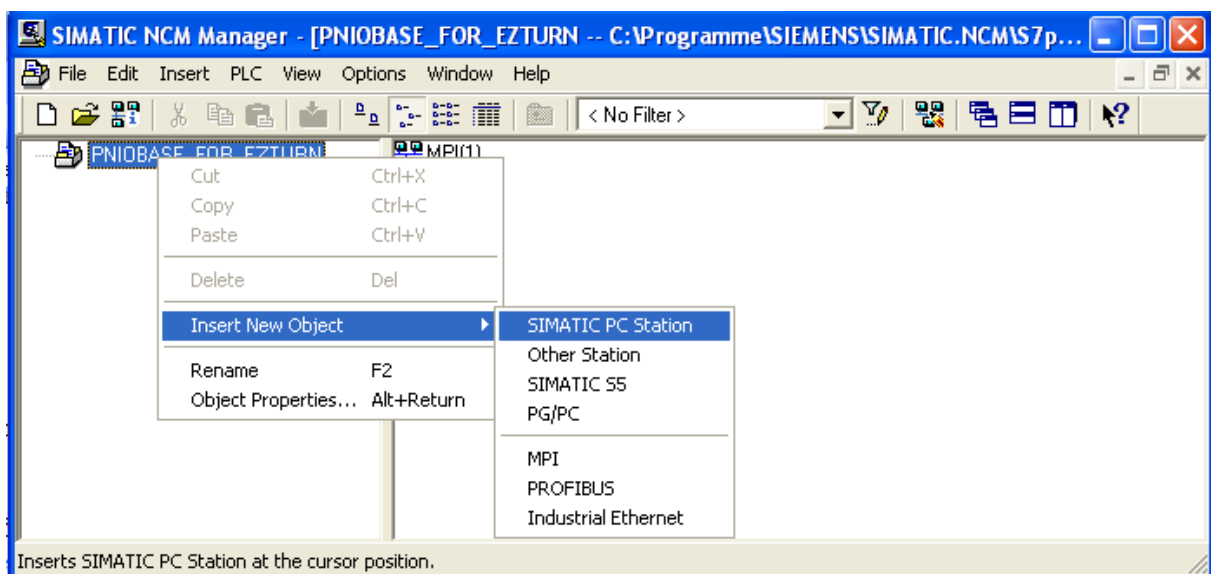 SIMATIC NCM Manager - [PNIOBASE_FOR_EZTURN -- C:\Programme\SIEMENS\SIMATIC.NCM\S7p...
File Edit Insert PLC View Options Window Help
< No Filter >
PNIOBASE_FOR_EZTURN
MPI(1)
Cut Ctrl+X
Copy Ctrl+C
Paste Ctrl+V
Delete Del
Insert New Object
Rename F2
Object Properties... Alt+Return
SIMATIC PC Station
Other Station
SIMATIC S5
PG/PC
MPI
PROFIBUS
Industrial Ethernet
Inserts SIMATIC PC Station at the cursor position.